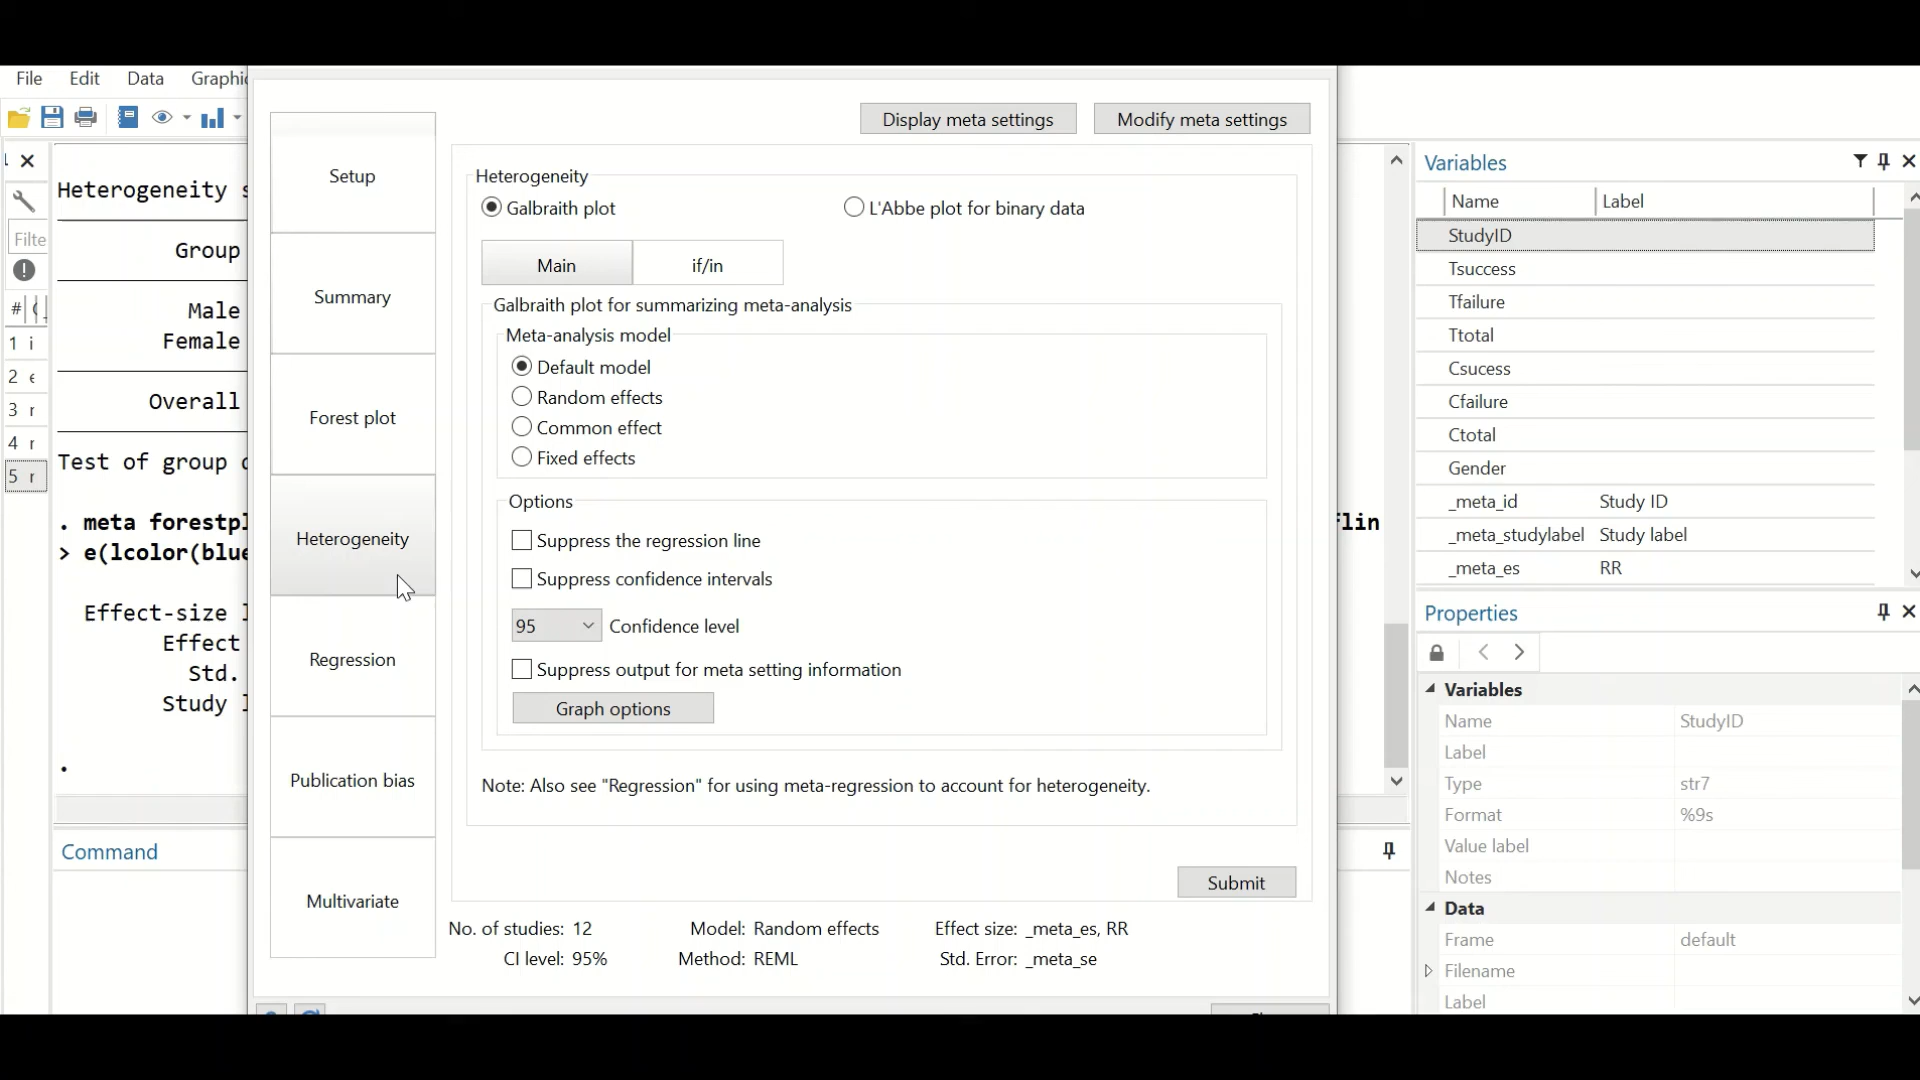 File Edit Data Graphic
Heterogeneity s
Group
Male
Female
Overall
Test of group d
. meta forestpl
> e(lcolor(blue
flin
Effect-size l
Effect
Std.
Study l
.
Filte
#
1 i
2 e
3 r
4 r
5 r
Command
Setup
Summary
Forest plot
Heterogeneity
Regression
Publication bias
Multivariate
Display meta settings Modify meta settings
Heterogeneity
Galbraith plot L'Abbe plot for binary data
Main if/in
Galbraith plot for summarizing meta-analysis
Meta-analysis model
Default model
Random effects
Common effect
Fixed effects
Options
Suppress the regression line
Suppress confidence intervals
95 Confidence level
Suppress output for meta setting information
Graph options
Note: Also see "Regression" for using meta-regression to account for heterogeneity.
Submit
No. of studies: 12 Model: Random effects Effect size: _meta_es, RR
CI level: 95% Method: REML Std. Error: _meta_se
Variables
Name Label
StudyID
Tsuccess
Tfailure
Ttotal
Csucess
Cfailure
Ctotal
Gender
_meta_id Study ID
_meta_studylabel Study label
_meta_es RR
Properties
Variables
Name StudyID
Label
Type str7
Format %9s
Value label
Notes
Data
Frame default
Filename
Label